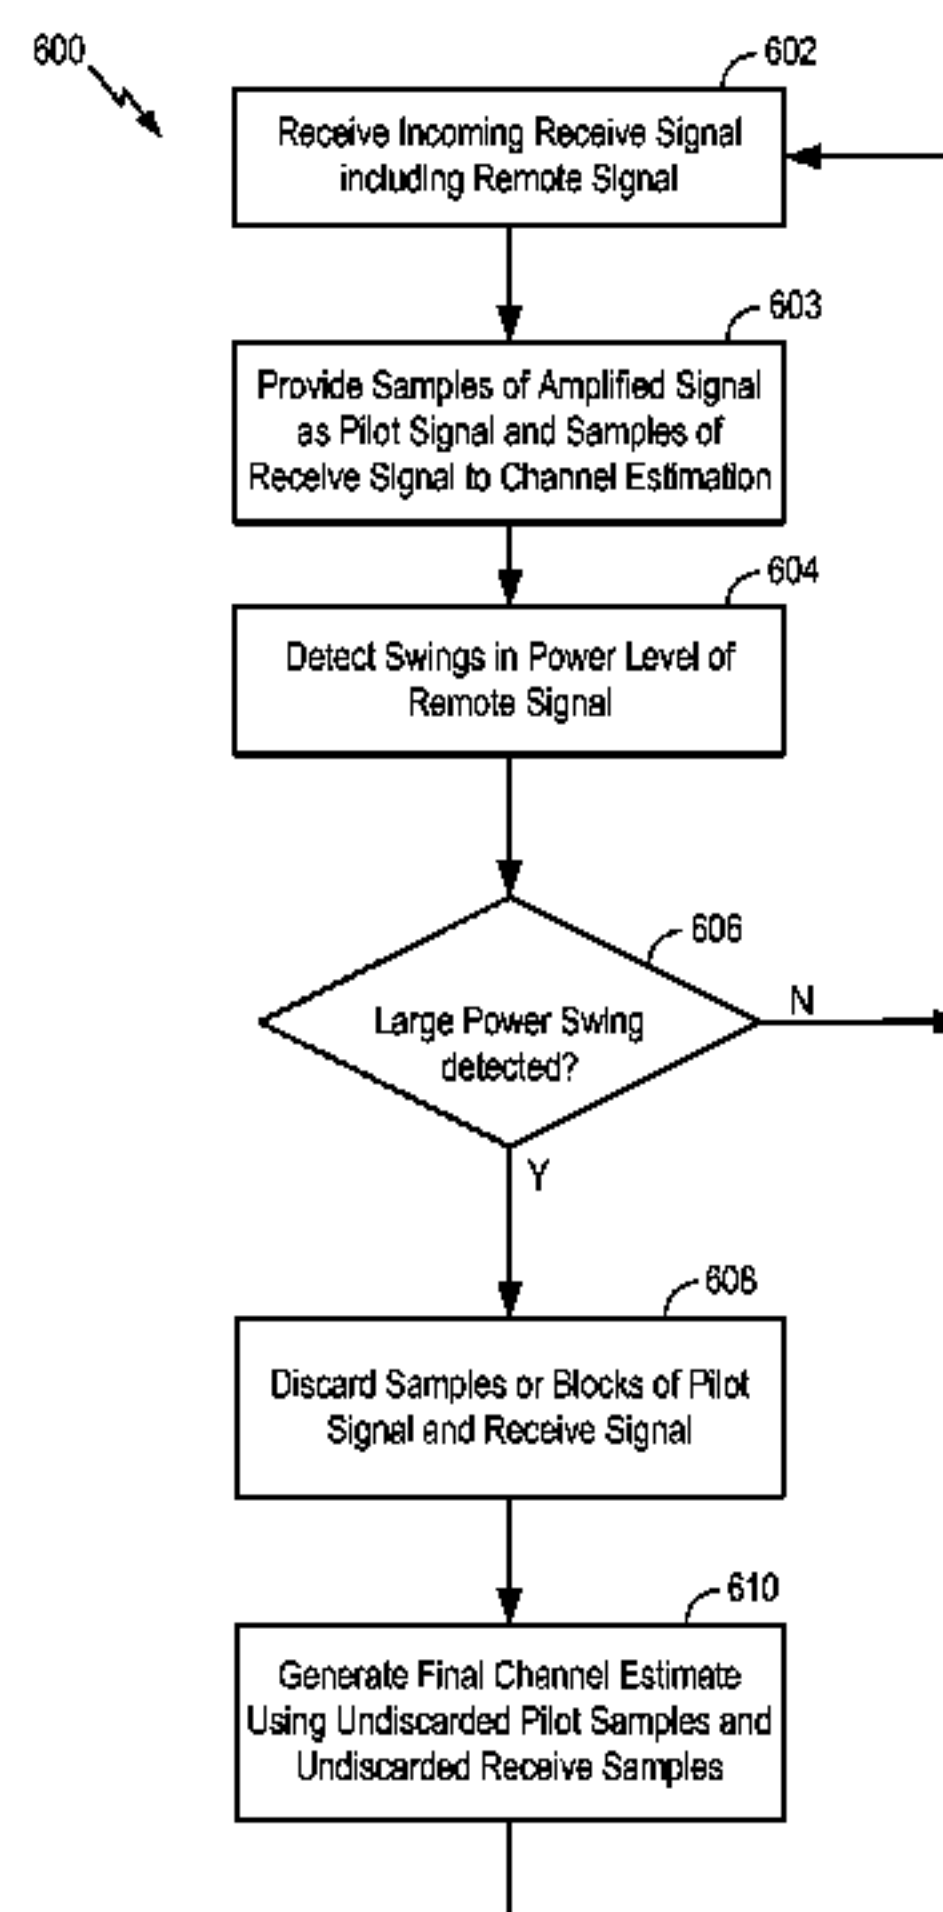 600
602
Receive Incoming Receive Signal
including Remote Signal
603
Provide Samples of Amplified Signal
as Pilot Signal and Samples of
Receive Signal to Channel Estimation
604
Detect Swings in Power Level of
Remote Signal
606
Large Power Swing
detected?
N
Y
608
Discard Samples or Blocks of Pilot
Signal and Receive Signal
610
Generate Final Channel Estimate
Using Undiscarded Pilot Samples and
Undiscarded Receive Samples